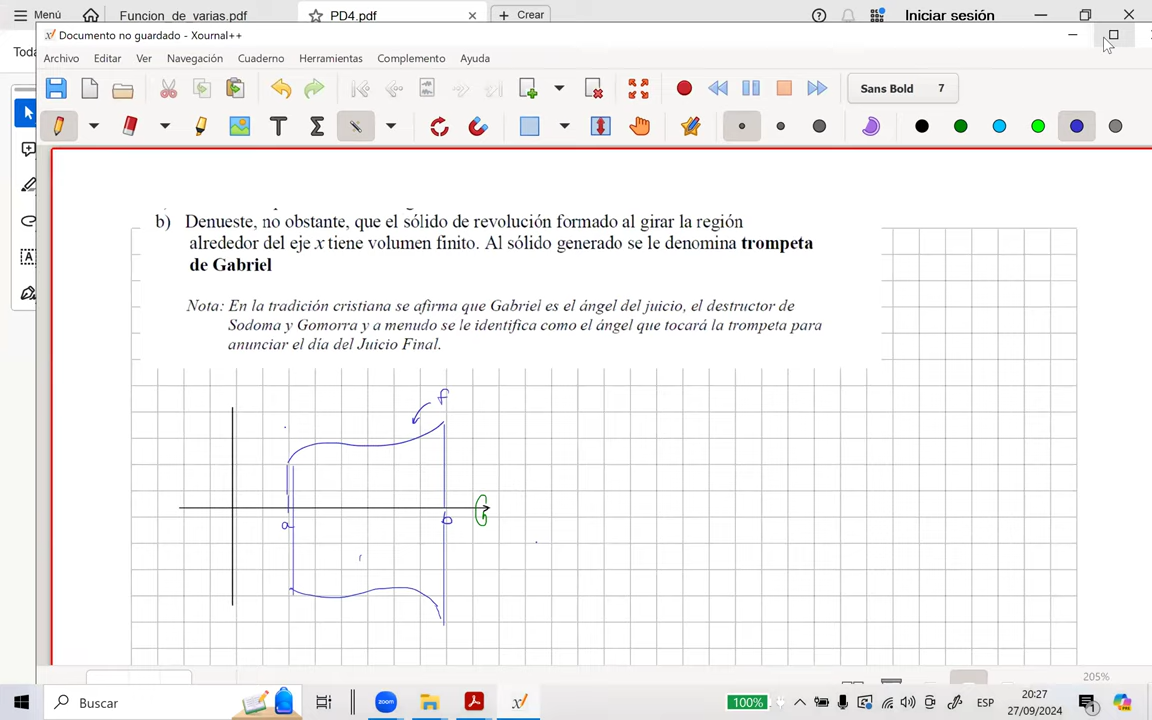 Menú
Funcion_de_varias.pdf
PD4.pdf
Crear
Iniciar sesión
Documento no guardado - Xournal++
Archivo Editar Ver Navegación Cuaderno Herramientas Complemento Ayuda
Sans Bold 7
b) Denueste, no obstante, que el sólido de revolución formado al girar la región
alrededor del eje x tiene volumen finito. Al sólido generado se le denomina trompeta
de Gabriel
Nota: En la tradición cristiana se afirma que Gabriel es el ángel del juicio, el destructor de
Sodoma y Gomorra y a menudo se le identifica como el ángel que tocará la trompeta para
anunciar el día del Juicio Final.
f
a
b
205%
Buscar
zoom
100%
ESP
20:27
27/09/2024